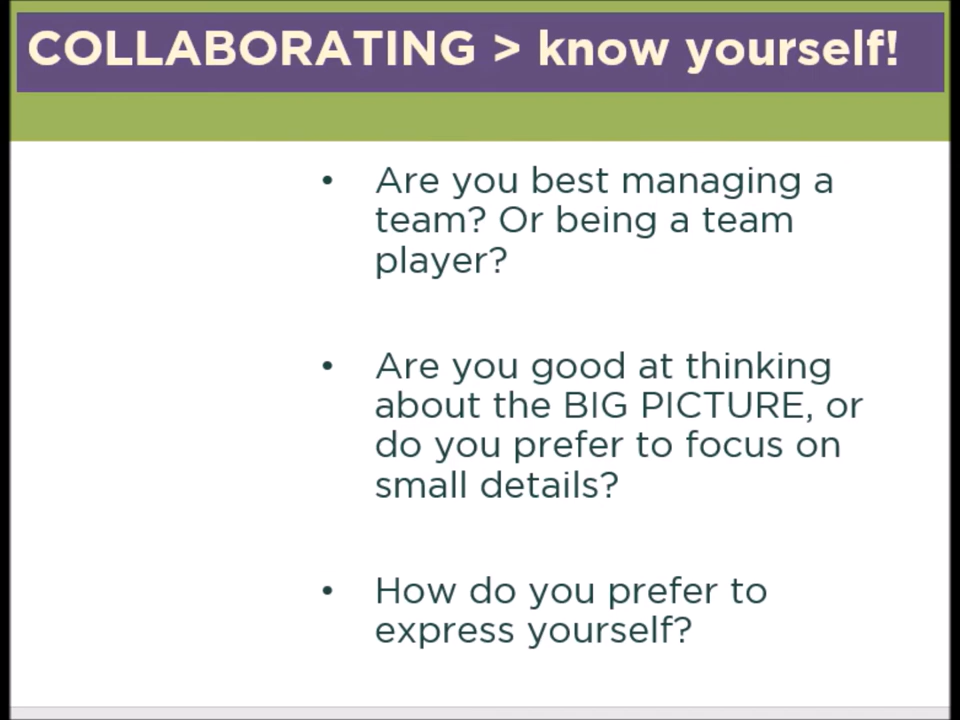 COLLABORATING > know yourself!
• Are you best managing a
team? Or being a team
player?
• Are you good at thinking
about the BIG PICTURE, or
do you prefer to focus on
small details?
• How do you prefer to
express yourself?